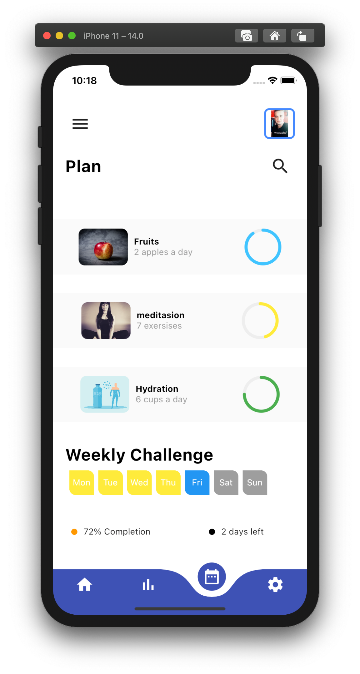 iPhone 11 – 14.0
10:18
Plan
Fruits
2 apples a day
meditasion
7 exersises
Hydration
6 cups a day
Weekly Challenge
Mon Tue Wed Thu Fri Sat Sun
72% Completion 2 days left